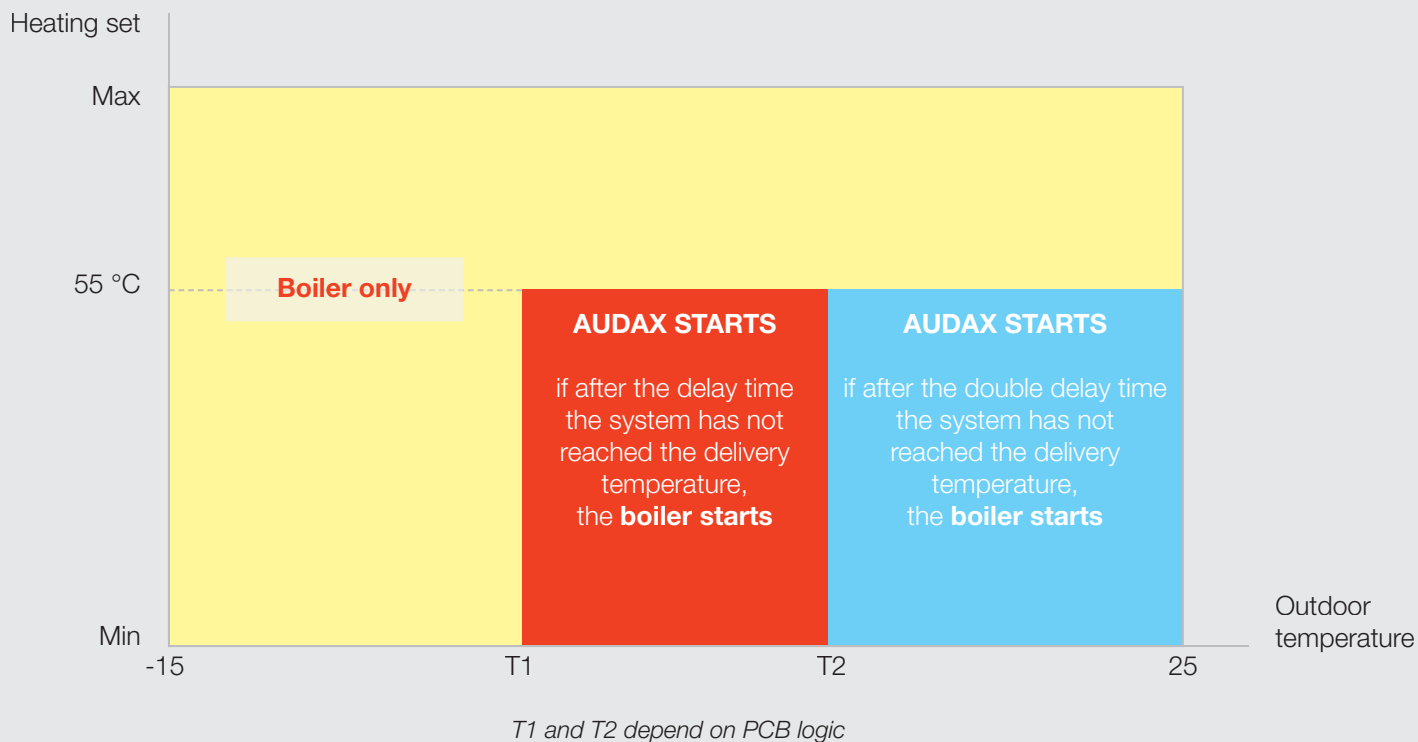 Heating set
Max
55 °C
Boiler only
AUDAX STARTS
if after the delay time
the system has not
reached the delivery
temperature,
the boiler starts
AUDAX STARTS
if after the double delay time
the system has not
reached the delivery
temperature,
the boiler starts
Min
Outdoor
temperature
-15
T1
T2
25
T1 and T2 depend on PCB logic